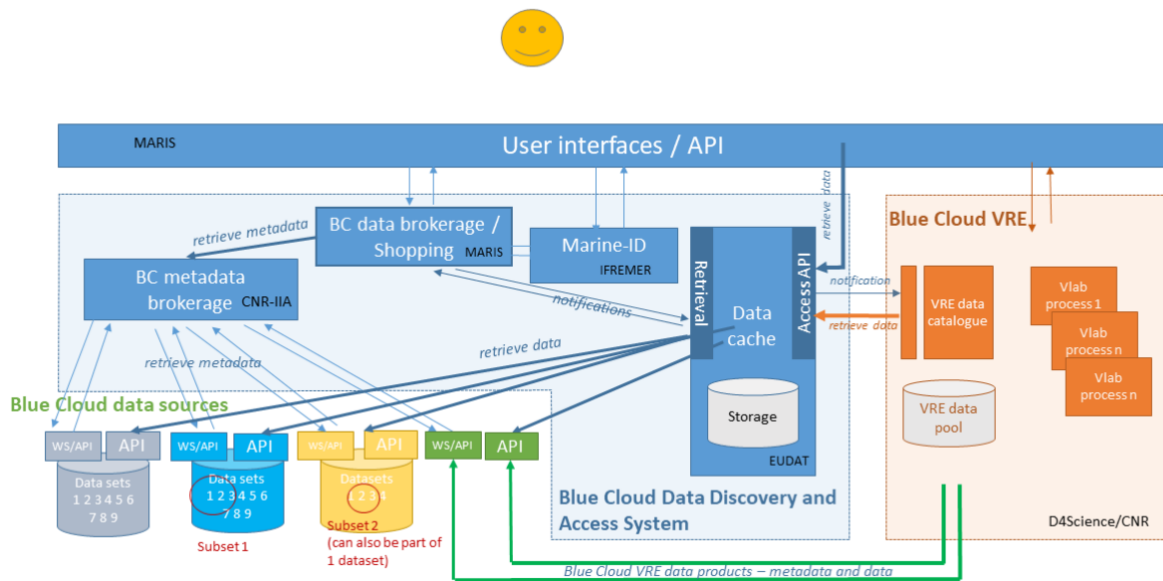 MARIS
User interfaces / API
retrieve data
Blue Cloud VRE
BC data brokerage /
Shopping
MARIS
retrieve metadata
Marine-ID
IFREMER
BC metadata
brokerage
CNR-IIA
notifications
Retrieval
Data
cache
Access API
notification
retrieve data
VRE data
catalogue
Vlab
process 1
Vlab
process n
Vlab
process n
retrieve data
retrieve metadata
Blue Cloud data sources
Storage
EUDAT
VRE data
pool
WS/API
API
WS/API
API
WS/API
API
WS/API
API
Data sets
1 2 3 4 5 6
7 8 9
Data sets
1 2 3 4 5 6
7 8 9
Datasets
1 2 3 4
Subset 1
Subset 2
(can also be part of
1 dataset)
Blue Cloud Data Discovery and
Access System
D4Science/CNR
Blue Cloud VRE data products – metadata and data